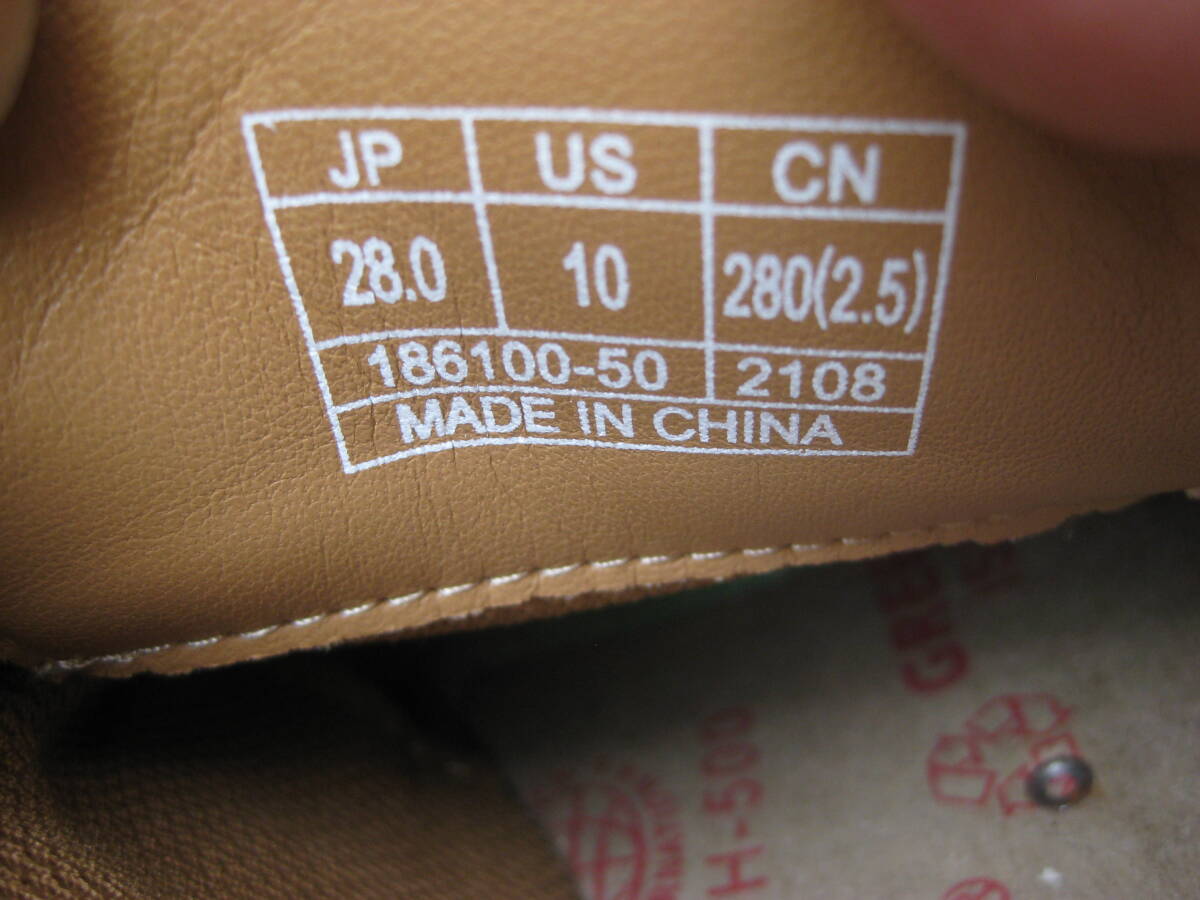 JP US CN
28.0 10 280(2.5)
186100-50 2108
MADE IN CHINA
H-500